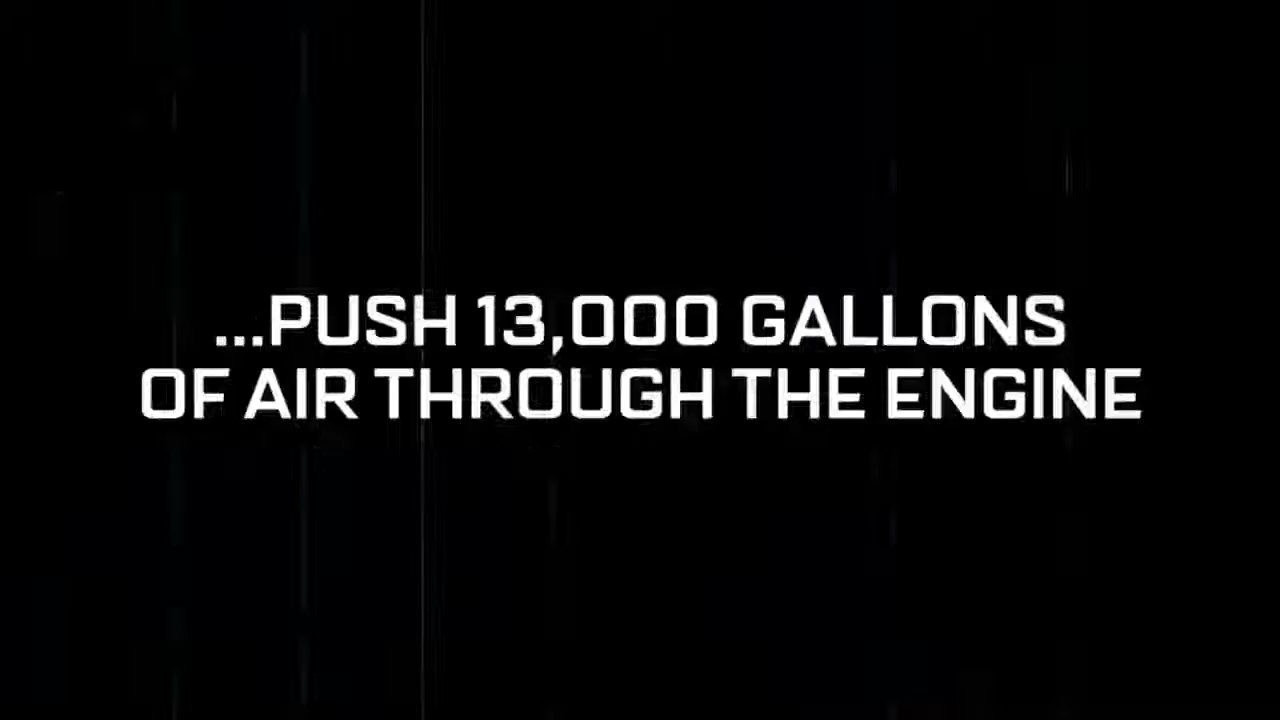 ...PUSH 13,000 GALLONS
OF AIR THROUGH THE ENGINE